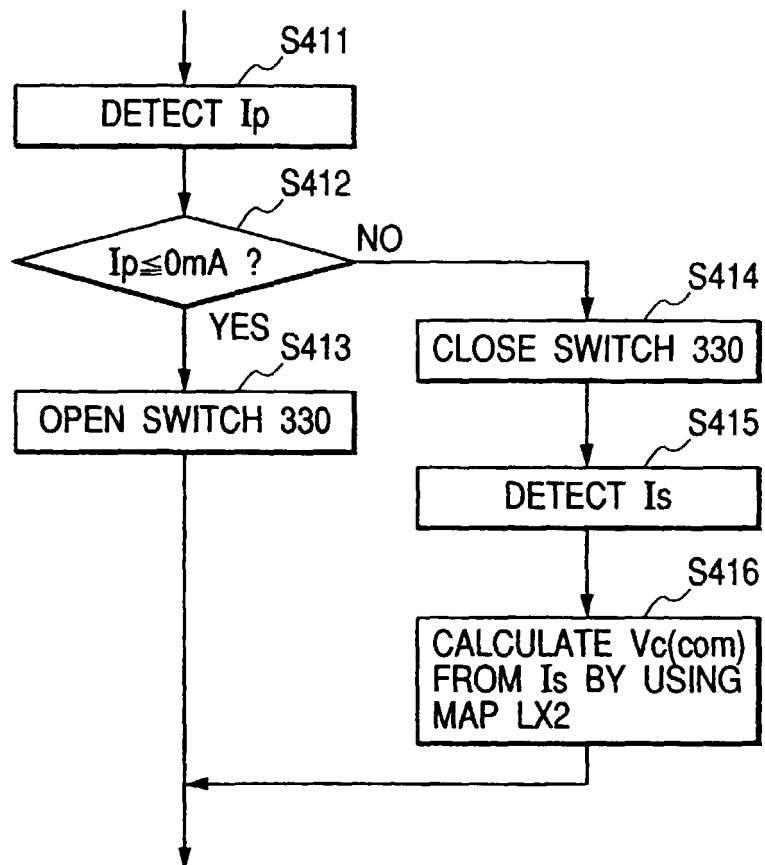 S411
DETECT Ip
S412
Ip≦0mA ?
NO
YES
S413
OPEN SWITCH 330
S414
CLOSE SWITCH 330
S415
DETECT Is
S416
CALCULATE Vc(com)
FROM Is BY USING
MAP LX2